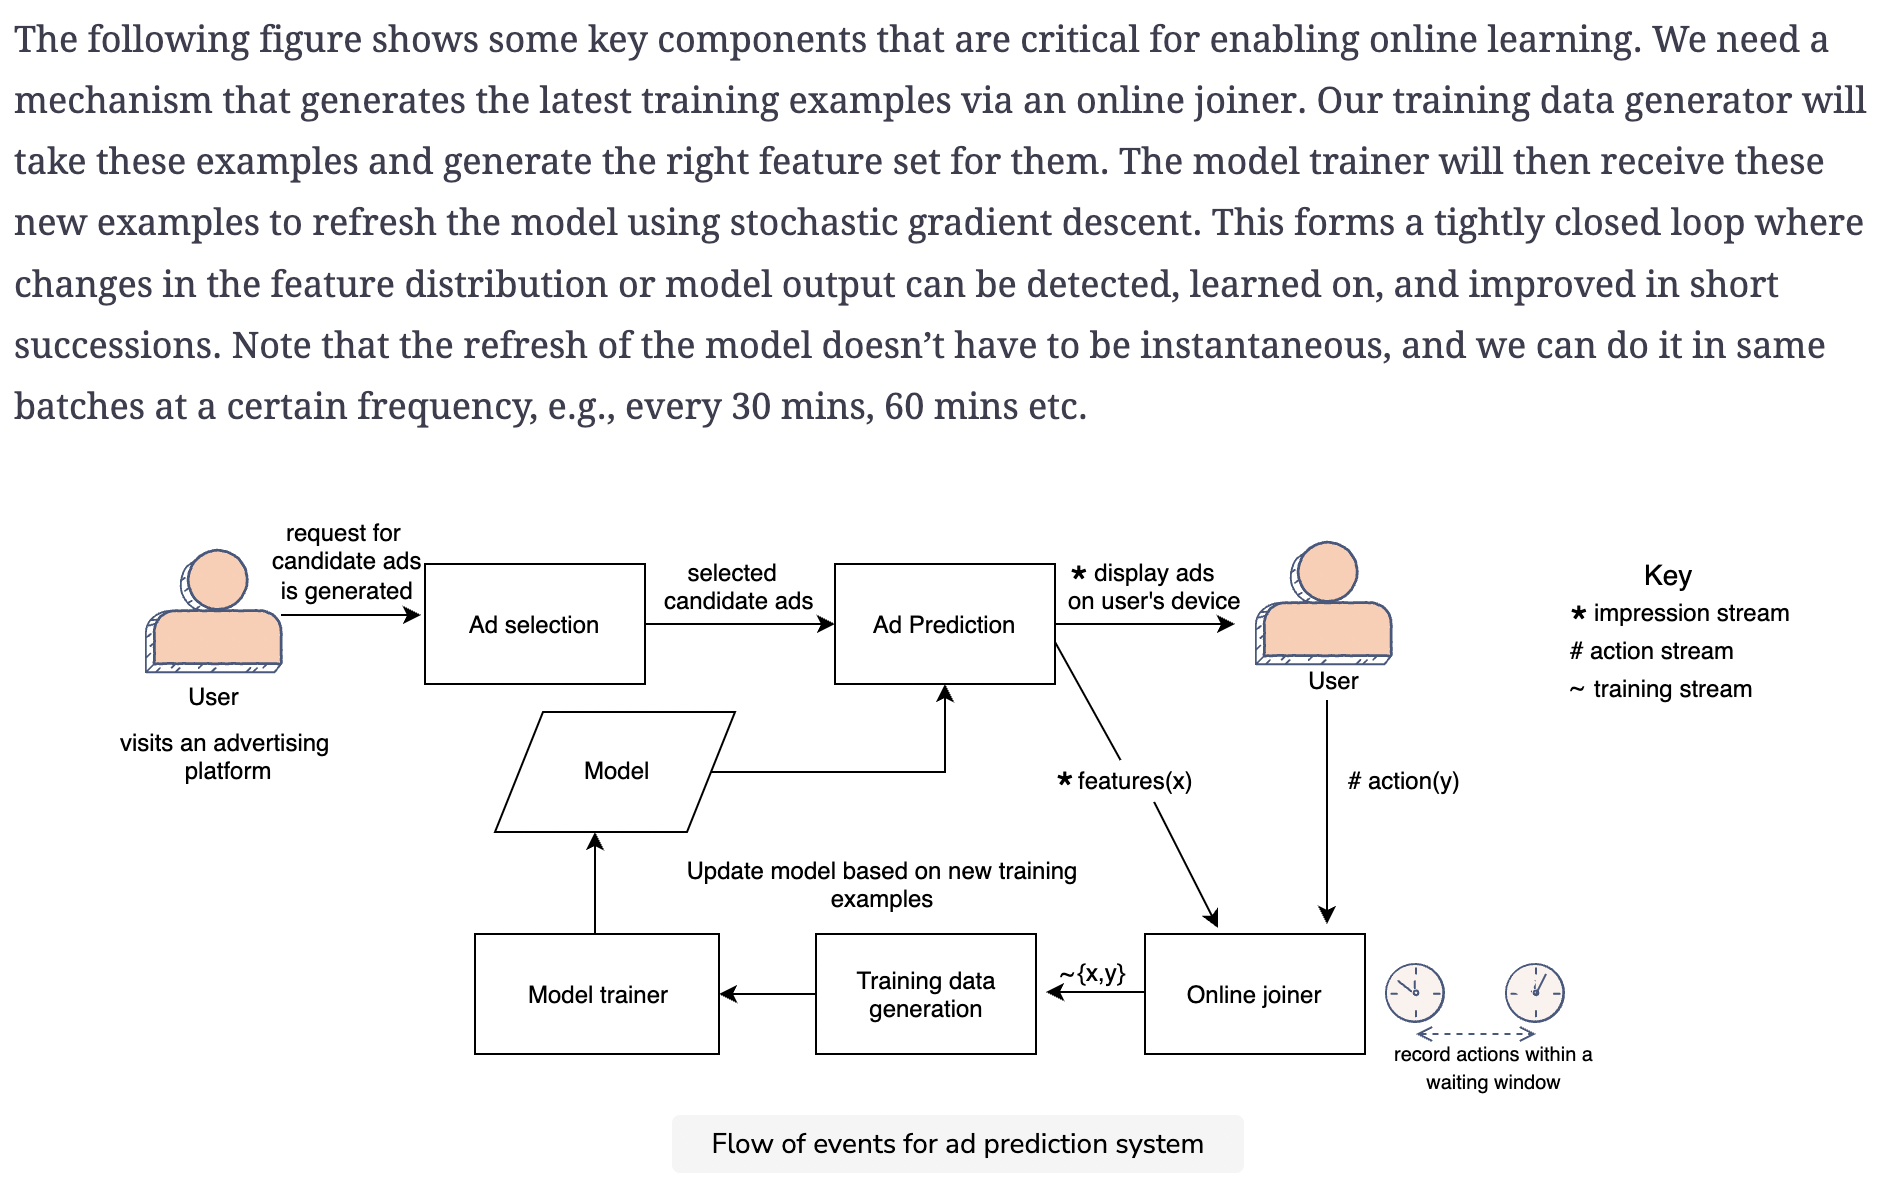 The following figure shows some key components that are critical for enabling online learning. We need a
mechanism that generates the latest training examples via an online joiner. Our training data generator will
take these examples and generate the right feature set for them. The model trainer will then receive these
new examples to refresh the model using stochastic gradient descent. This forms a tightly closed loop where
changes in the feature distribution or model output can be detected, learned on, and improved in short
successions. Note that the refresh of the model doesn’t have to be instantaneous, and we can do it in same
batches at a certain frequency, e.g., every 30 mins, 60 mins etc.
request for
candidate ads
is generated
User
visits an advertising
platform
Ad selection
selected
candidate ads
Ad Prediction
* display ads
on user's device
User
Key
* impression stream
# action stream
~ training stream
Model
* features(x)
# action(y)
Update model based on new training
examples
Model trainer
Training data
generation
~{x,y}
Online joiner
record actions within a
waiting window
Flow of events for ad prediction system